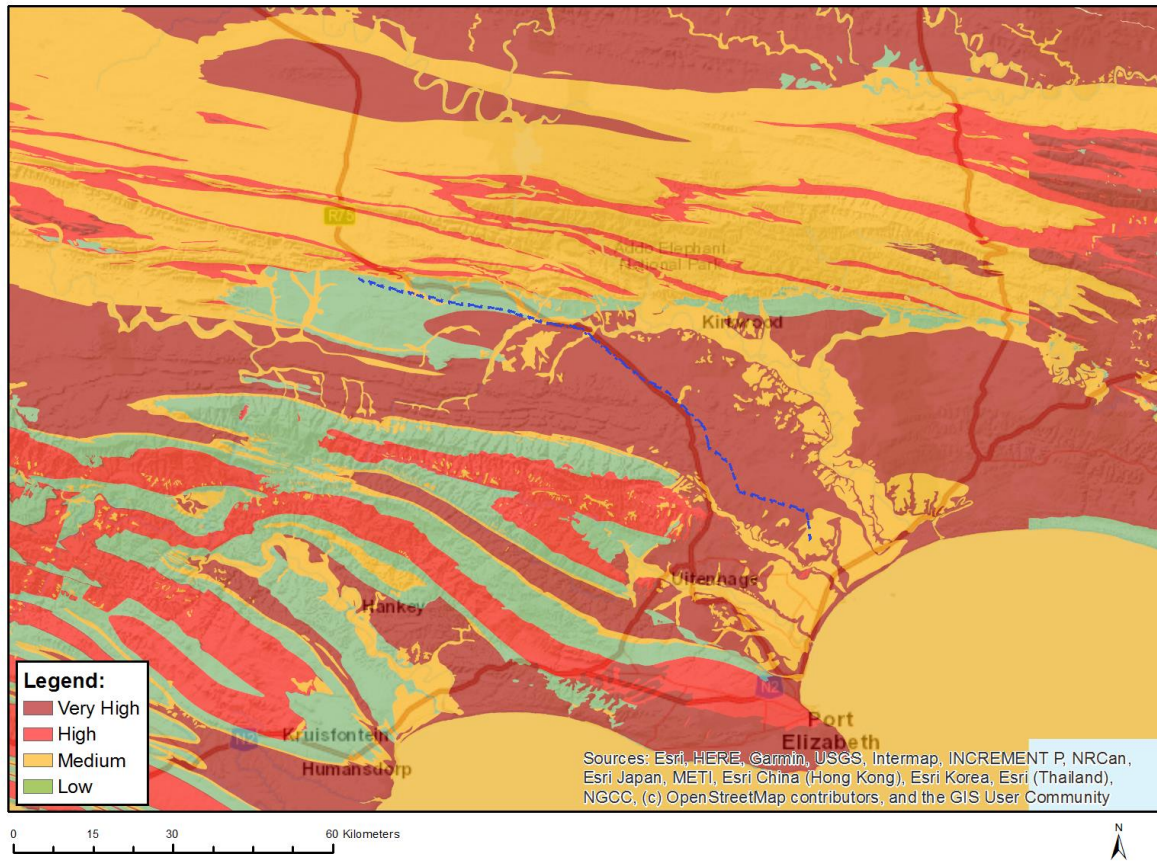 R75
Addo Elephant
National Park
Kirkwood
Uitenhage
Hankey
N2
Port
Elizabeth
N2
Kruisfontein
Humansdorp
Legend:
Very High
High
Medium
Low
Sources: Esri, HERE, Garmin, USGS, Intermap, INCREMENT P, NRCan,
Esri Japan, METI, Esri China (Hong Kong), Esri Korea, Esri (Thailand),
NGCC, (c) OpenStreetMap contributors, and the GIS User Community
0 15 30 60 Kilometers
N